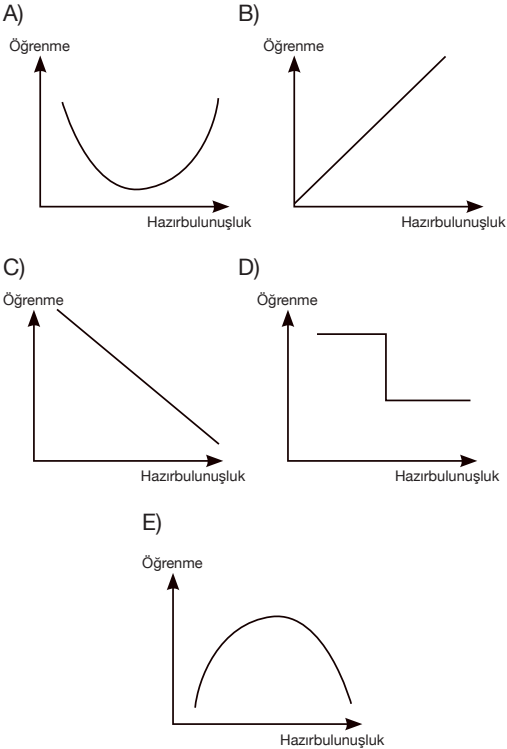 A)
Öğrenme
Hazırbulunuşluk
B)
Öğrenme
Hazırbulunuşluk
C)
Öğrenme
Hazırbulunuşluk
D)
Öğrenme
Hazırbulunuşluk
E)
Öğrenme
Hazırbulunuşluk